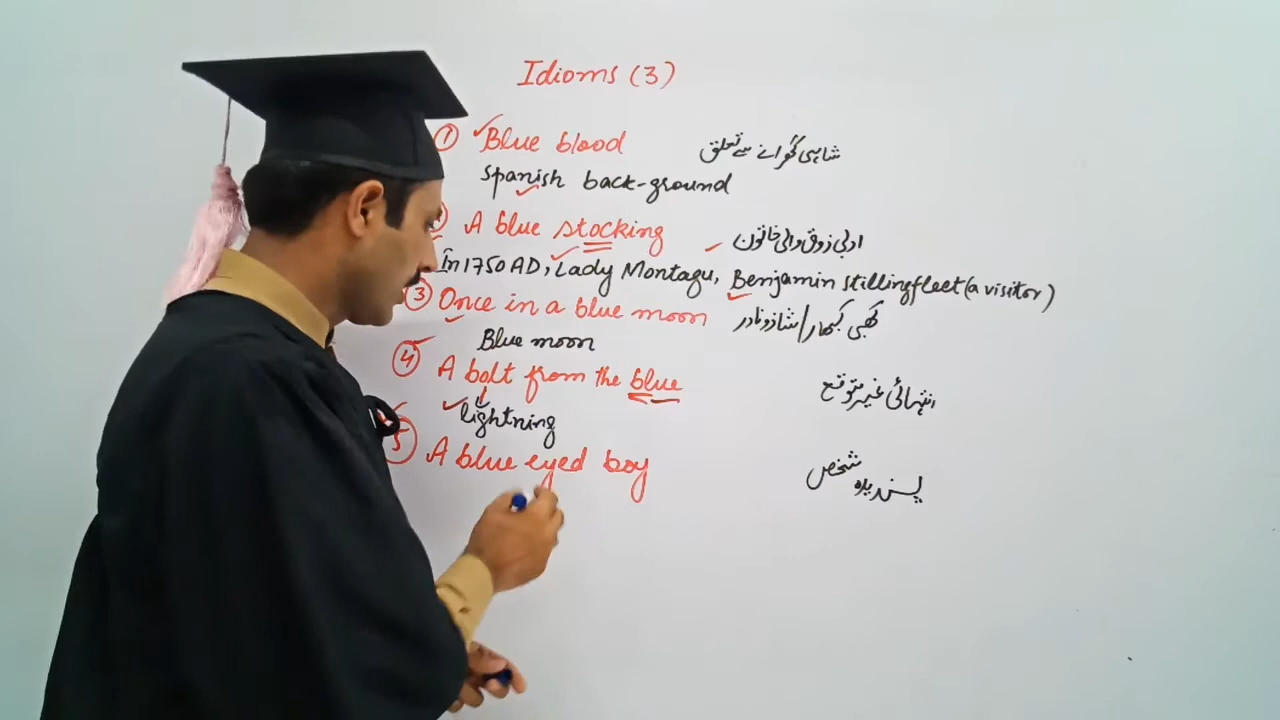 Idioms (3)
① Blue blood شاہی گھرانے سے تعلق
spanish back-ground
A blue stocking ادبی ذوق والی خاتون
In 1750 AD, Lady Montagu, Benjamin stillingfleet (a visitor)
③ Once in a blue moon کبھی کبھار/شاذونادر
Blue moon
④ A bolt from the blue انتہائی غیر متوقع
lightning
⑤ A blue eyed boy پسندیدہ شخص